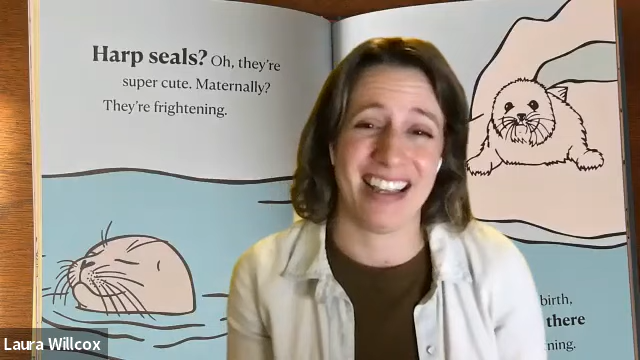 Harp seals? Oh, they're
super cute. Maternally?
They're frightening.
birth,
there
ning.
Laura Willcox